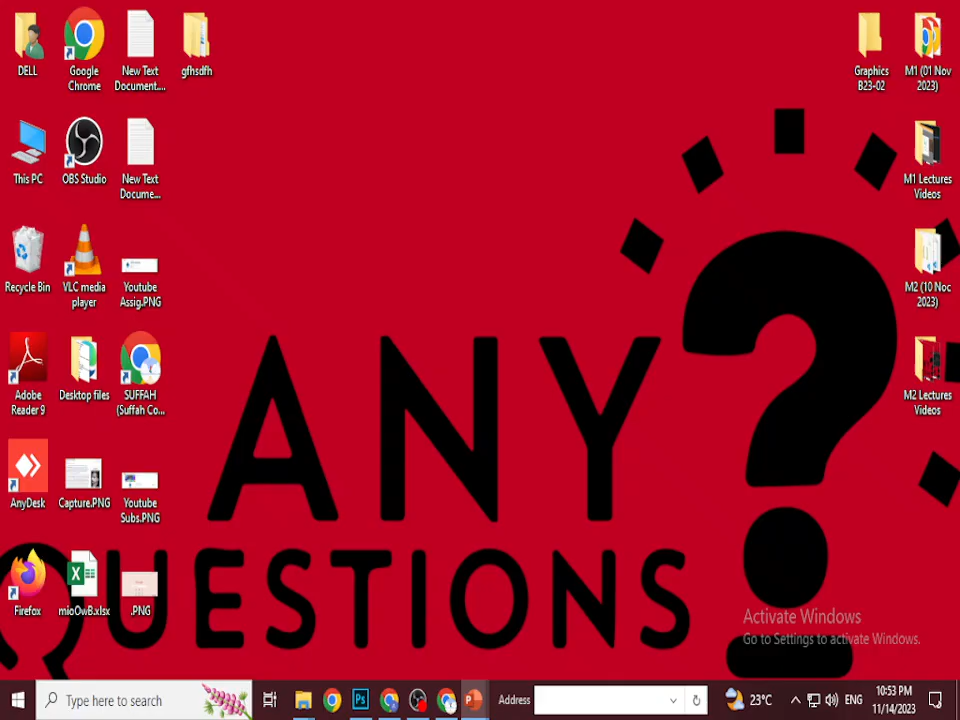 DELL
Google
Chrome
New Text
Document....
gfhsdfh
Graphics
B23-02
M1 (01 Nov
2023)
This PC
OBS Studio
New Text
Docume...
M1 Lectures
Videos
Recycle Bin
VLC media
player
Youtube
Assig.PNG
M2 (10 Noc
2023)
Adobe
Reader 9
Desktop files
SUFFAH
(Suffah Co...
M2 Lectures
Videos
AnyDesk
Capture.PNG
Youtube
Subs.PNG
Firefox
mioOwB.xlsx
.PNG
ANY?
QUESTIONS
Activate Windows
Go to Settings to activate Windows.
Type here to search
Ps
P
Address
23°C
ENG
10:53 PM
11/14/2023